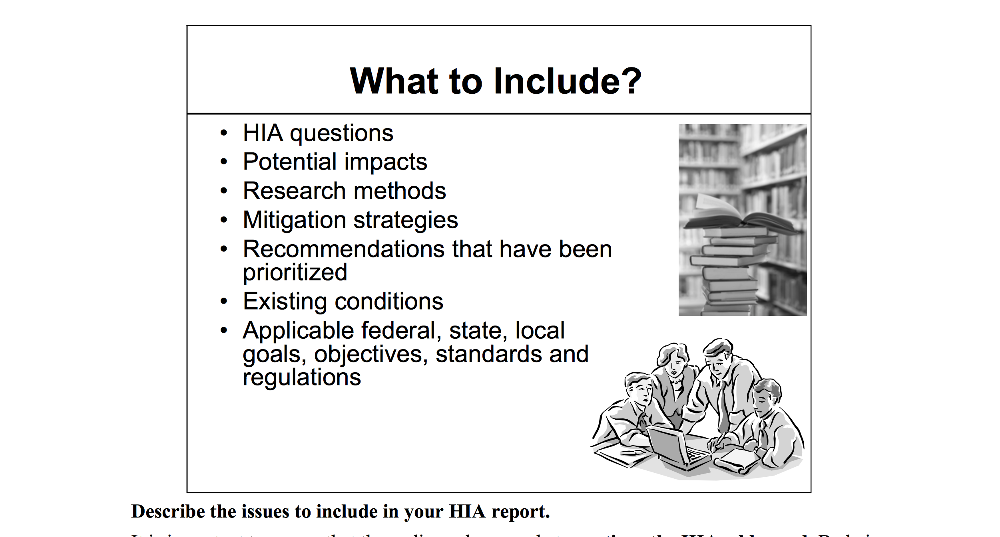 What to Include?
• HIA questions
• Potential impacts
• Research methods
• Mitigation strategies
• Recommendations that have been
prioritized
• Existing conditions
• Applicable federal, state, local
goals, objectives, standards and
regulations
Describe the issues to include in your HIA report.